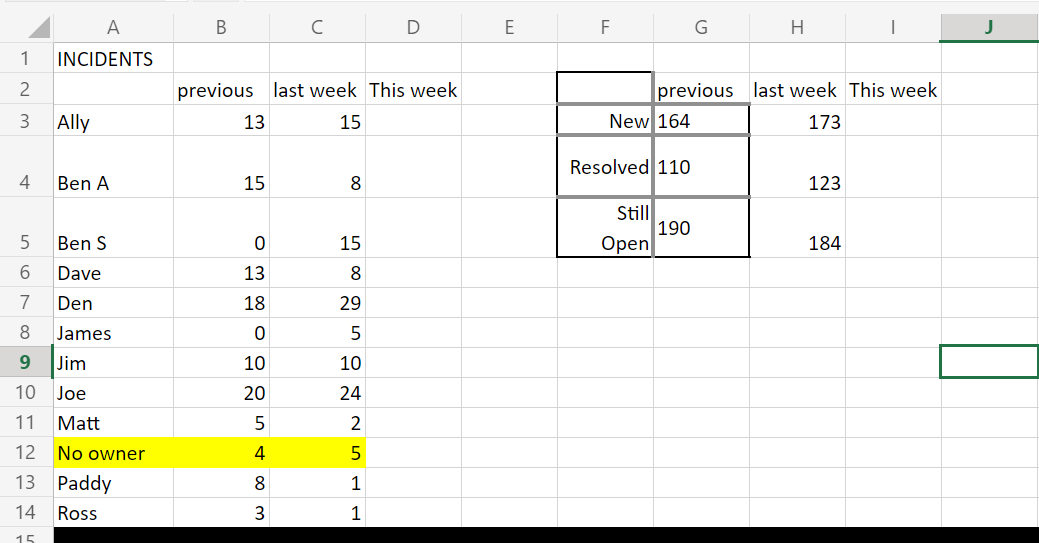 A B C D E F G H I J
1 INCIDENTS
2 previous last week This week previous last week This week
3 Ally 13 15 New 164 173
4 Ben A 15 8 Resolved 110 123
5 Ben S 0 15 Still Open 190 184
6 Dave 13 8
7 Den 18 29
8 James 0 5
9 Jim 10 10
10 Joe 20 24
11 Matt 5 2
12 No owner 4 5
13 Paddy 8 1
14 Ross 3 1
15